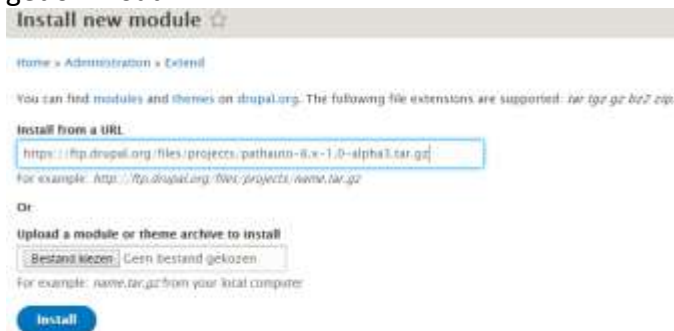 Install new module
Home » Administration » Extend
You can find modules and themes on drupal.org. The following file extensions are supported: tar tgz gz bz2 zip
Install from a URL
https://ftp.drupal.org/files/projects/pathauto-8.x-1.0-alpha3.tar.gz
For example: http://ftp.drupal.org/files/projects/name.tar.gz
Or
Upload a module or theme archive to install
Bestand kiezen Geen bestand gekozen
For example: name.tar.gz from your local computer
Install